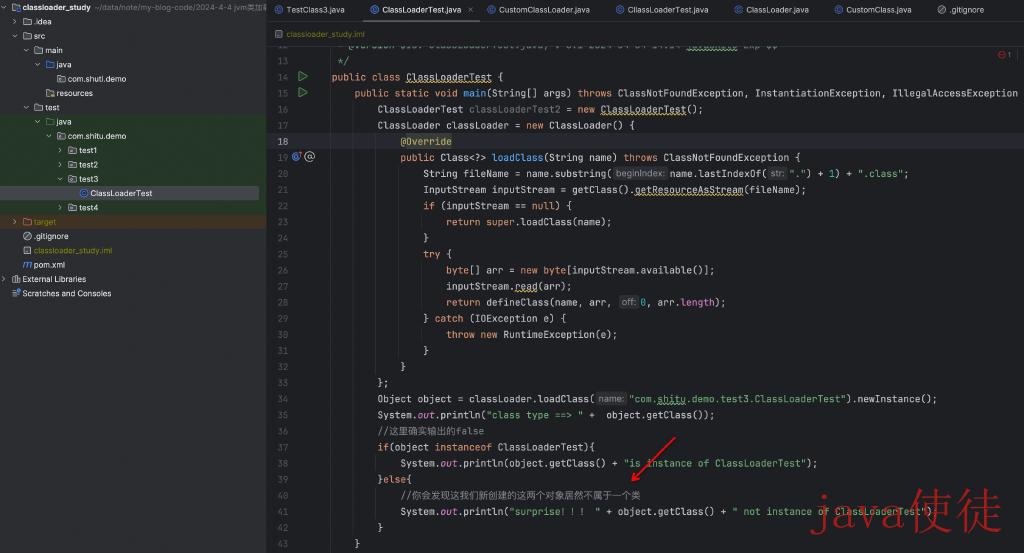 classloader_study ~/data/note/my-blog-code/2024-4-4 jvm类加载
.idea
src
main
java
com.shuti.demo
resources
test
java
com.shitu.demo
test1
test2
test3
ClassLoaderTest
test4
target
.gitignore
classloader_study.iml
pom.xml
External Libraries
Scratches and Consoles
TestClass3.java ClassLoaderTest.java CustomClassLoader.java ClassLLoaderTest.java ClassLoader.java CustomClass.java .gitignore
classloader_study.iml
1
13 */
14 public class ClassLoaderTest {
15 public static void main(String[] args) throws ClassNotFoundException, InstantiationException, IllegalAccessException
16 ClassLoaderTest classLoaderTest2 = new ClassLoaderTest();
17 ClassLoader classLoader = new ClassLoader() {
18 @Override
19 public Class<?> loadClass(String name) throws ClassNotFoundException {
20 String fileName = name.substring( beginIndex: name.lastIndexOf( str: ".") + 1) + ".class";
21 InputStream inputStream = getClass().getResourceAsStream(fileName);
22 if (inputStream == null) {
23 return super.loadClass(name);
24 }
25 try {
26 byte[] arr = new byte[inputStream.available()];
27 inputStream.read(arr);
28 return defineClass(name, arr, off: 0, arr.length);
29 } catch (IOException e) {
30 throw new RuntimeException(e);
31 }
32 }
33 };
34 Object object = classLoader.loadClass( name: "com.shitu.demo.test3.ClassLoaderTest").newInstance();
35 System.out.println("class type ==> " + object.getClass());
36 //这里确实输出的false
37 if(object instanceof ClassLoaderTest){
38 System.out.println(object.getClass() + "is instance of ClassLoaderTest");
39 }else{
40 //你会发现这我们新创建的这两个对象居然不属于一个类
41 System.out.println("surprise!!! " + object.getClass() + " not instance of ClassLoaderTest")
42 }
43 }
java使徒